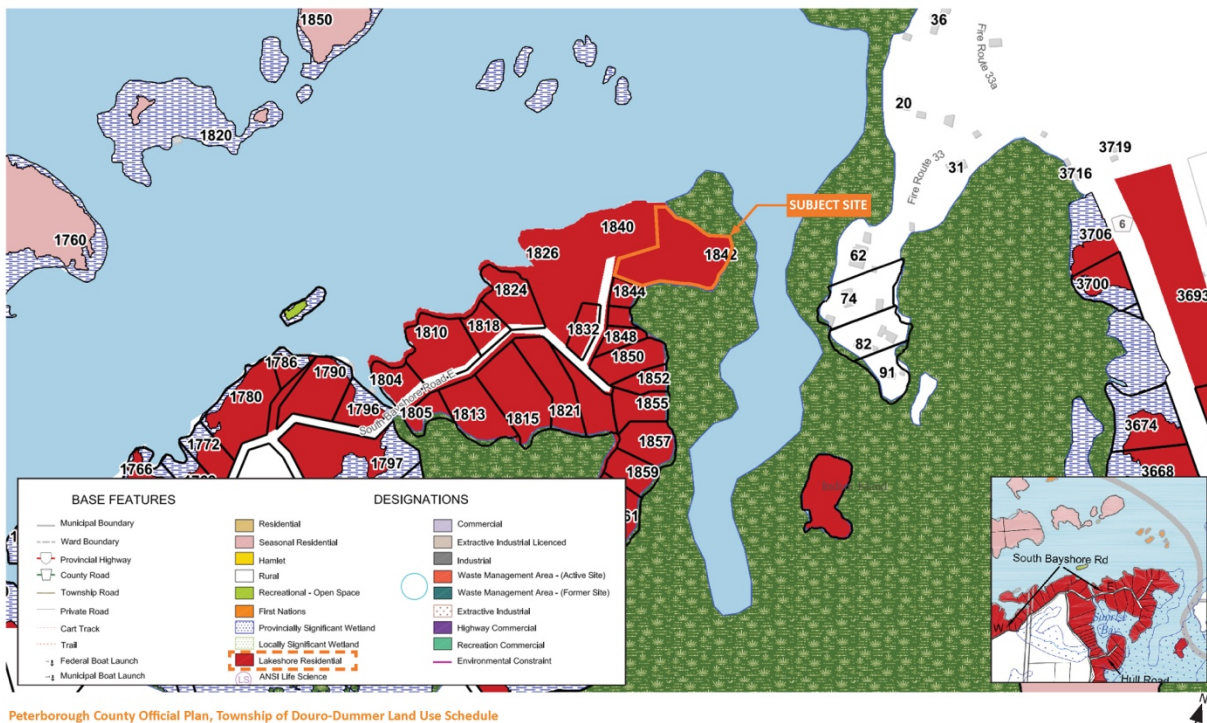 1850
36
Fire Route 33a
20
1820
3719
31
3716
Fire Route 33
SUBJECT SITE
1840
6
3706
1760
1826
1842
62
3700
1844
3693
1824
74
1810
1818
1832
1848
82
1850
1786
1790
91
1804
1852
1780
South Bayshore Road E
1796
1805
1813
1815
1821
1855
3674
1772
1857
1766
1797
1859
3668
BASE FEATURES
Municipal Boundary
Ward Boundary
Provincial Highway
County Road
Township Road
Private Road
Cart Track
Trail
Federal Boat Launch
Municipal Boat Launch
DESIGNATIONS
Residential
Seasonal Residential
Hamlet
Rural
Recreational - Open Space
First Nations
Provincially Significant Wetland
Locally Significant Wetland
Lakeshore Residential
LS ANSI Life Science
Commercial
Extractive Industrial Licenced
Industrial
Waste Management Area - (Active Site)
Waste Management Area - (Former Site)
Extractive Industrial
Highway Commercial
Recreation Commercial
Environmental Constraint
South Bayshore Rd
Hull Road
N
Peterborough County Official Plan, Township of Douro-Dummer Land Use Schedule